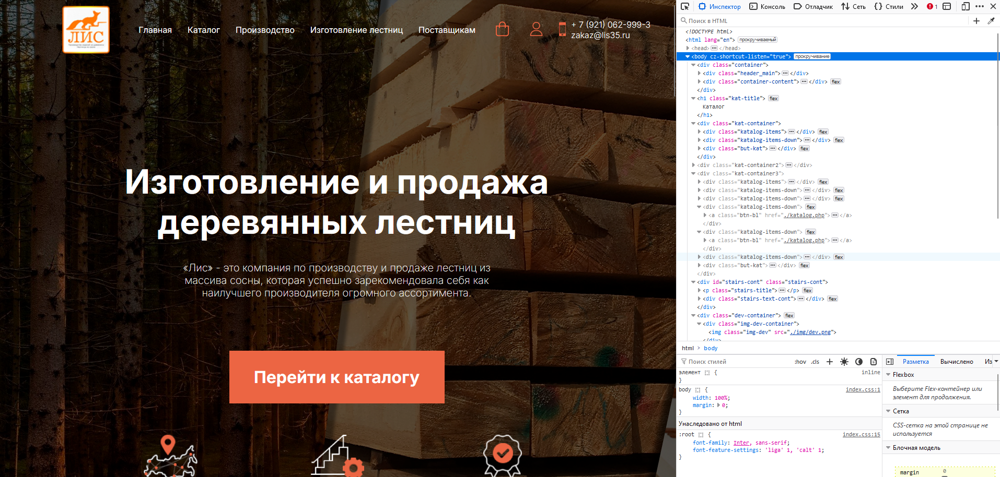 ЛИС
Главная
Каталог
Производство
Изготовление лестниц
Поставщикам
+ 7 (921) 062-999-3
zakaz@lis35.ru
Изготовление и продажа
деревянных лестниц
«Лис» - это компания по производству и продаже лестниц из
массива сосны, которая успешно зарекомендовала себя как
наилучшего производителя огромного ассортимента.
Перейти к каталогу
Инспектор
Консоль
Отладчик
Сеть
Стили
1
Поиск в HTML
<!DOCTYPE html>
<html lang="en"> прокручиваемый
<head> ••• </head>
<body cz-shortcut-listen="true"> прокручивание
<div class="container">
<div class="header_main"> ••• </div>
<div class="container-content"> ••• </div> flex
</div>
<h1 class="kat-title"> flex
Каталог
</h1>
<div class="kat-container">
<div class="katalog-items"> ••• </div> flex
<div class="katalog-items-down"> ••• </div> flex
<div class="but-kat"> ••• </div> flex
</div>
<div class="kat-container2"> ••• </div>
<div class="kat-container3">
<div class="katalog-items"> ••• </div> flex
<div class="katalog-items-down"> ••• </div> flex
<div class="katalog-items-down"> ••• </div> flex
<div class="katalog-items-down"> flex
<a class="btn-bl" href="./katalog.php"> ••• </a>
</div>
<div class="katalog-items-down"> flex
<a class="btn-bl" href="./katalog.php"> ••• </a>
</div>
<div class="katalog-items-down"> ••• </div> flex
<div class="but-kat"> ••• </div> flex
</div>
<div id="stairs-cont" class="stairs-cont">
<p class="stairs-title"> ••• </p> flex
<div class="stairs-text-cont"> ••• </div> flex
</div>
<div class="dev-container"> flex
<div class="img-dev-container">
<img class="img-dev" src="./img/dev.png">
</div>
html > body
Поиск стилей
:hov .cls
элемент { inline
}
body { index.css:1
width: 100%;
margin: 0;
}
Унаследовано от html
:root { index.css:15
font-family: Inter, sans-serif;
font-feature-settings: 'liga' 1, 'calt' 1;
}
Разметка
Вычислено
Из
Flexbox
Выберите Flex-контейнер или
элемент для продолжения.
Сетка
CSS-сетка на этой странице не
используется
Блочная модель
margin 0